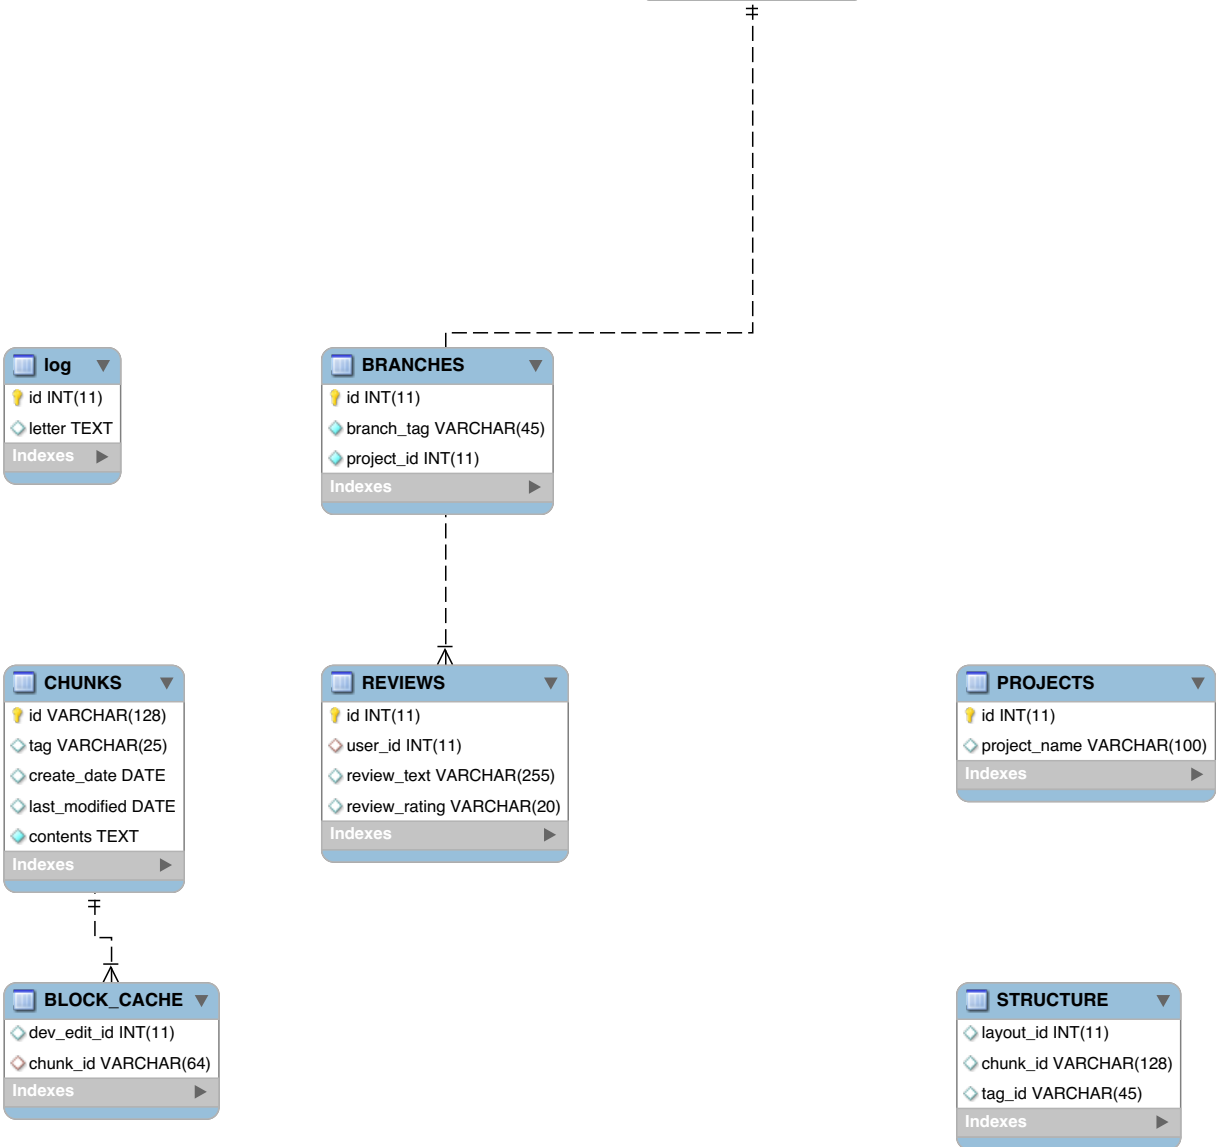 log
id INT(11)
letter TEXT
Indexes
BRANCHES
id INT(11)
branch_tag VARCHAR(45)
project_id INT(11)
Indexes
CHUNKS
id VARCHAR(128)
tag VARCHAR(25)
create_date DATE
last_modified DATE
contents TEXT
Indexes
REVIEWS
id INT(11)
user_id INT(11)
review_text VARCHAR(255)
review_rating VARCHAR(20)
Indexes
PROJECTS
id INT(11)
project_name VARCHAR(100)
Indexes
BLOCK_CACHE
dev_edit_id INT(11)
chunk_id VARCHAR(64)
Indexes
STRUCTURE
layout_id INT(11)
chunk_id VARCHAR(128)
tag_id VARCHAR(45)
Indexes